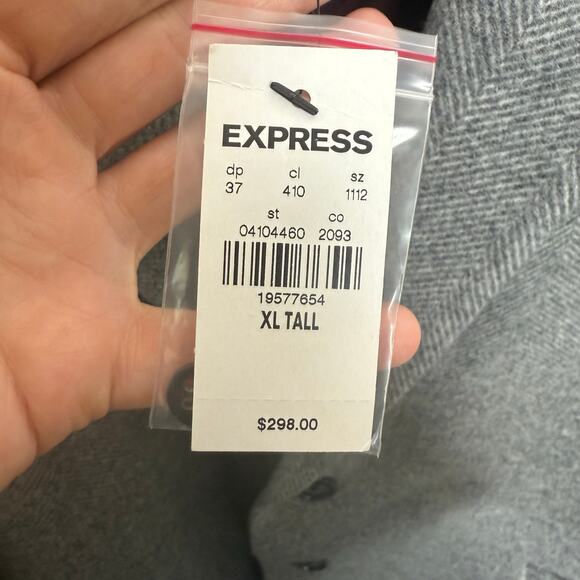 EXPRESS
dp cl sz
37 410 1112
st co
04104460 2093
19577654
XL TALL
$298.00